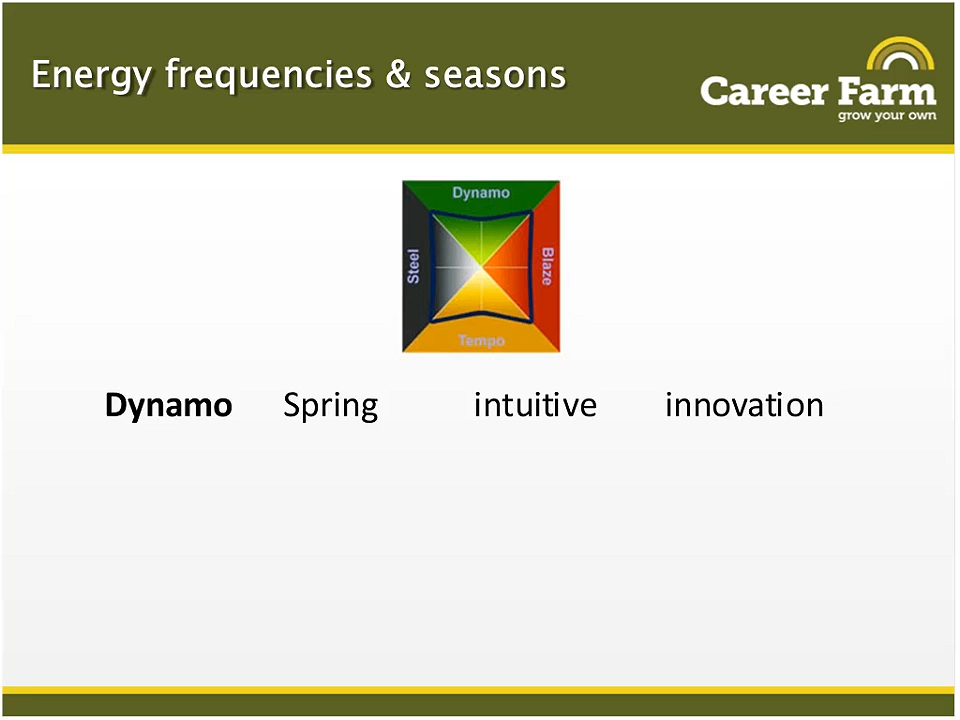 Energy frequencies & seasons
Career Farm
grow your own
Dynamo
Steel
Blaze
Tempo
Dynamo Spring intuitive innovation